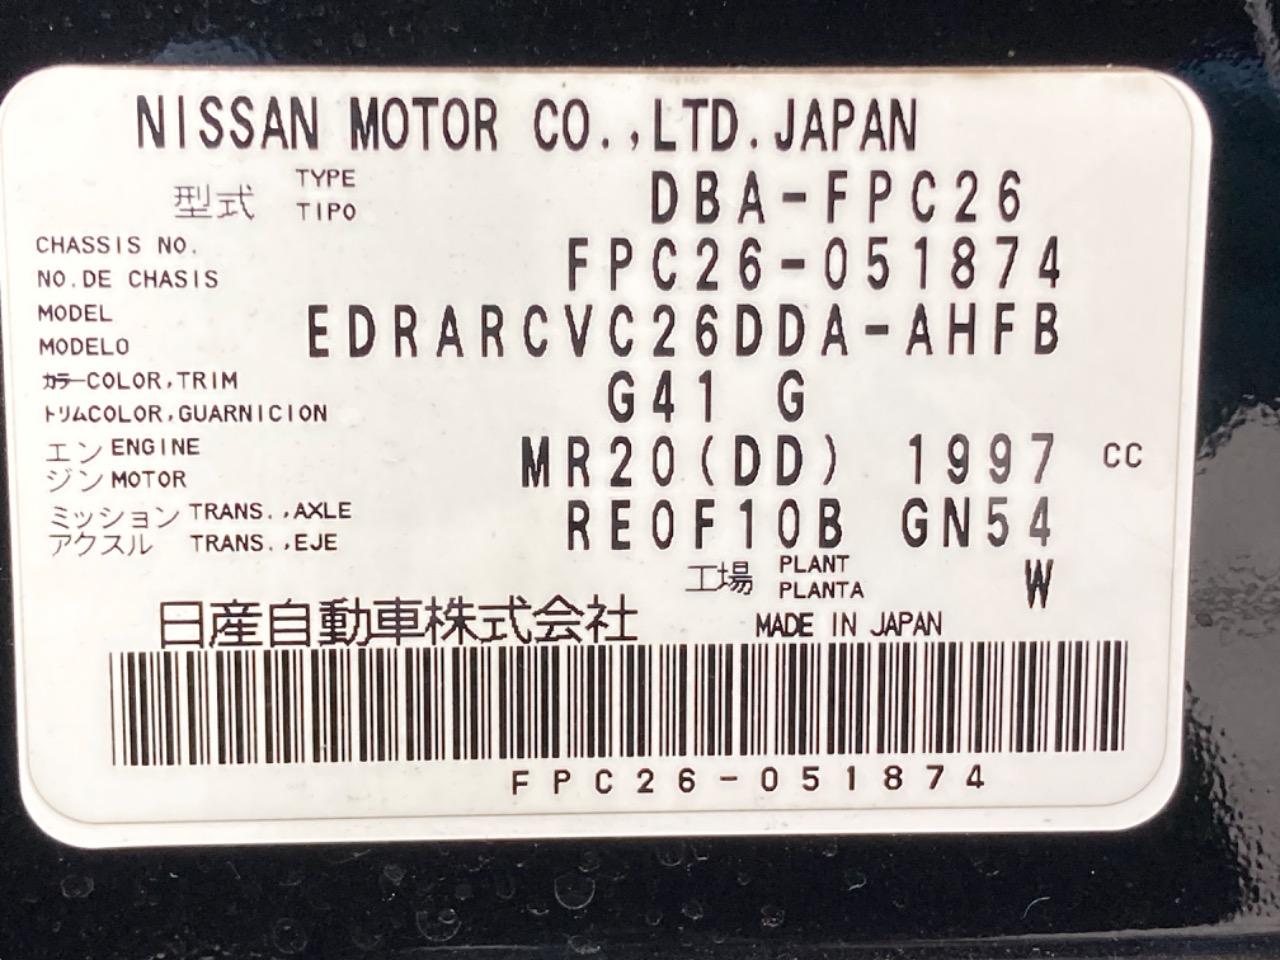 NISSAN MOTOR CO.,LTD.JAPAN
型式 TYPE TIPO DBA-FPC26
CHASSIS NO.
NO.DE CHASIS FPC26-051874
MODEL
MODELO EDRARCVC26DDA-AHFB
カラーCOLOR,TRIM
トリムCOLOR,GUARNICION G41 G
エン ENGINE
ジン MOTOR MR20(DD) 1997 CC
ミッション TRANS.,AXLE
アクスル TRANS.,EJE RE0F10B GN54
工場 PLANT PLANTA W
日産自動車株式会社 MADE IN JAPAN
FPC26-051874